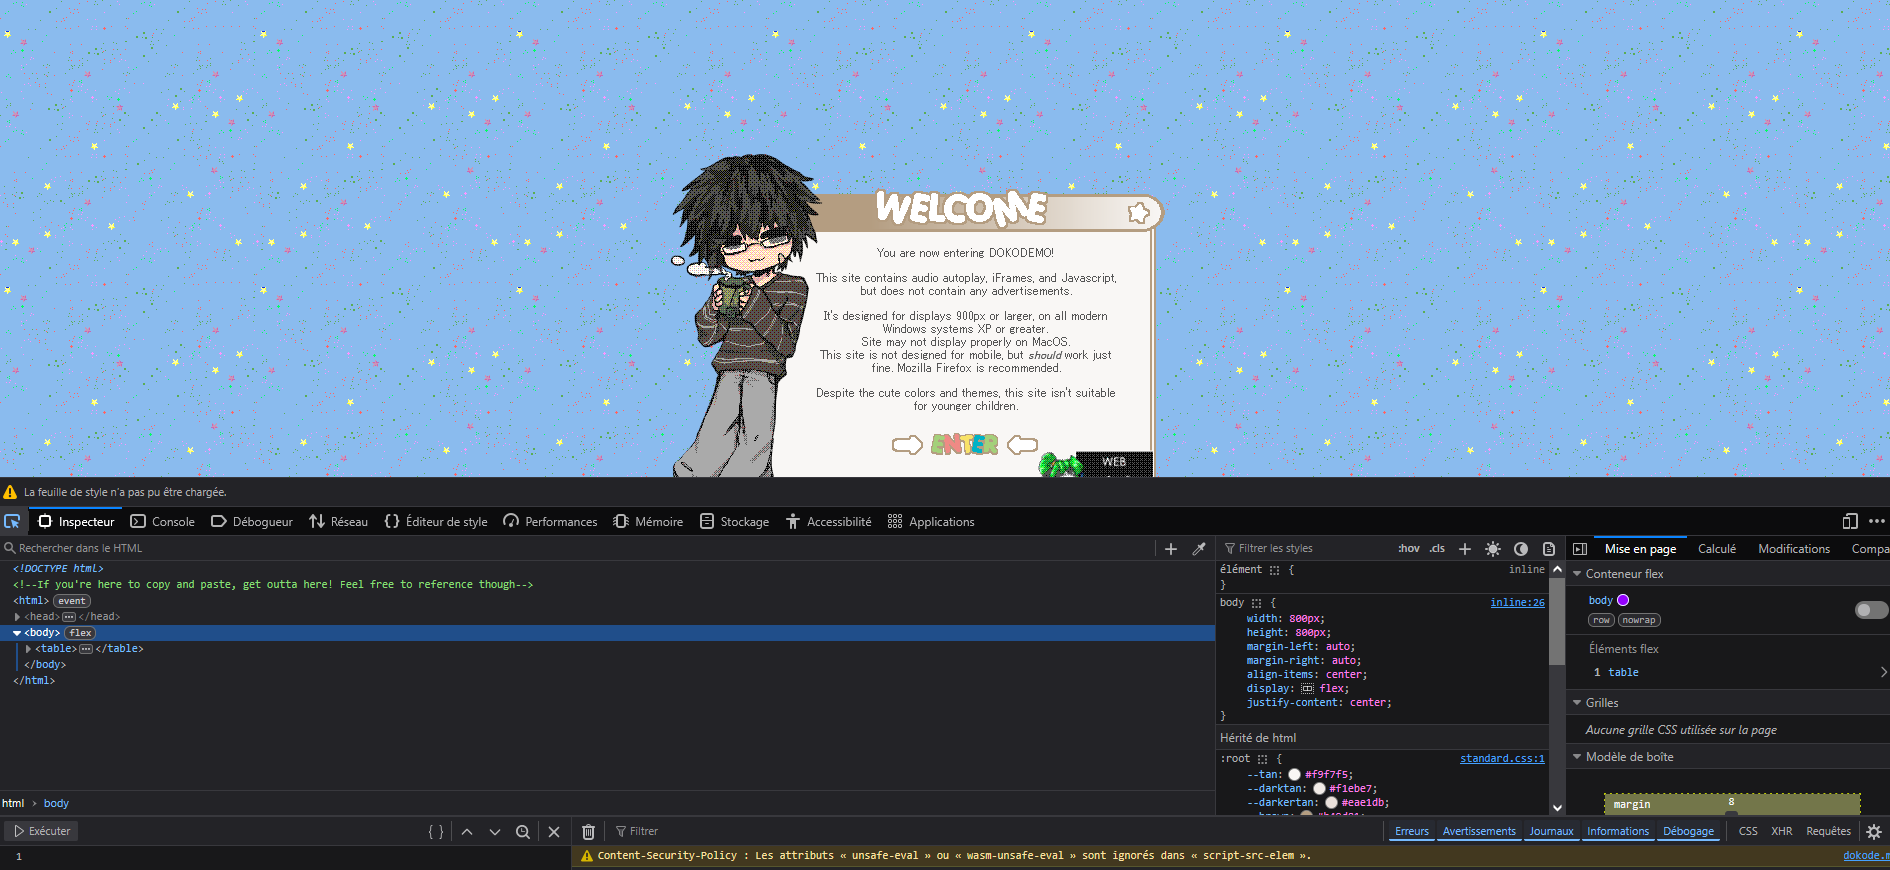 WELCOME
You are now entering DOKODEMO!
This site contains audio autoplay, iFrames, and Javascript,
but does not contain any advertisements.
It's designed for displays 900px or larger, on all modern
Windows systems XP or greater.
Site may not display properly on MacOS.
This site is not designed for mobile, but should work just
fine. Mozilla Firefox is recommended.
Despite the cute colors and themes, this site isn't suitable
for younger children.
ENTER
WEB
La feuille de style n'a pas pu être chargée.
Inspecteur Console Débogueur Réseau Éditeur de style Performances Mémoire Stockage Accessibilité Applications
Rechercher dans le HTML
<!DOCTYPE html>
<!--If you're here to copy and paste, get outta here! Feel free to reference though-->
<html> event
<head> ••• </head>
<body> flex
<table> ••• </table>
</body>
</html>
html › body
Filtrer les styles :hov .cls
élément { inline
}
body { inline:26
width: 800px;
height: 800px;
margin-left: auto;
margin-right: auto;
align-items: center;
display: flex;
justify-content: center;
}
Hérité de html
:root { standard.css:1
--tan: #f9f7f5;
--darktan: #f1ebe7;
--darkertan: #eae1db;
Mise en page Calculé Modifications Compa
Conteneur flex
body
row nowrap
Éléments flex
1 table
Grilles
Aucune grille CSS utilisée sur la page
Modèle de boîte
margin 8
Exécuter
1
Filtrer
Erreurs Avertissements Journaux Informations Débogage CSS XHR Requêtes
Content-Security-Policy : Les attributs « unsafe-eval » ou « wasm-unsafe-eval » sont ignorés dans « script-src-elem ». dokode.m